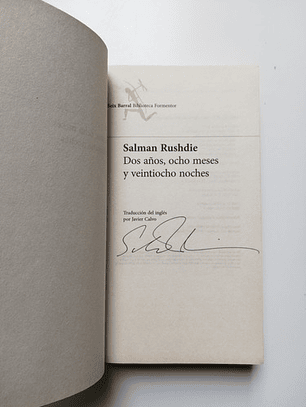 Seix Barral Biblioteca Formentor
Salman Rushdie
Dos años, ocho meses
y veintiocho noches
Traducción del inglés
por Javier Calvo